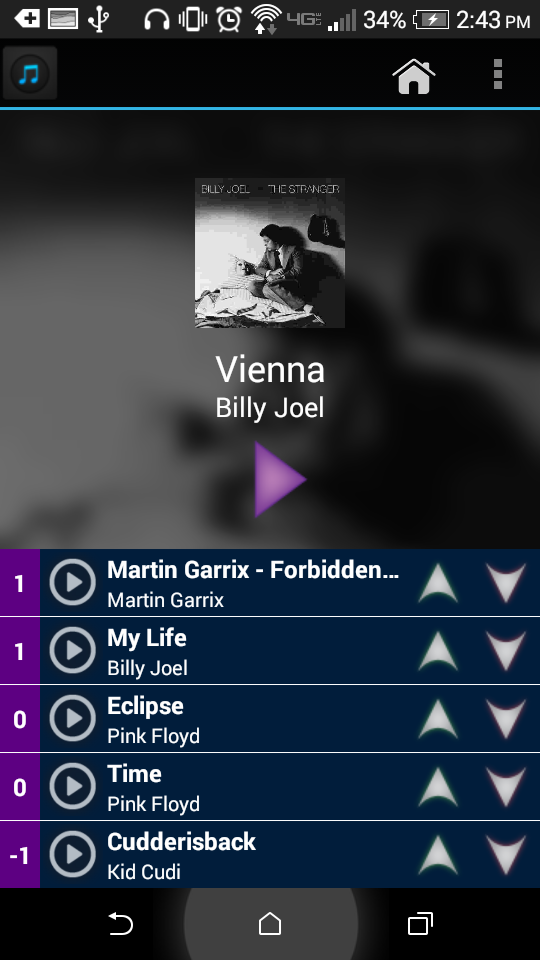 4G LTE 34% 2:43 PM
BILLY JOEL THE STRANGER
Vienna
Billy Joel
1
Martin Garrix - Forbidden...
Martin Garrix
1
My Life
Billy Joel
0
Eclipse
Pink Floyd
0
Time
Pink Floyd
-1
Cudderisback
Kid Cudi